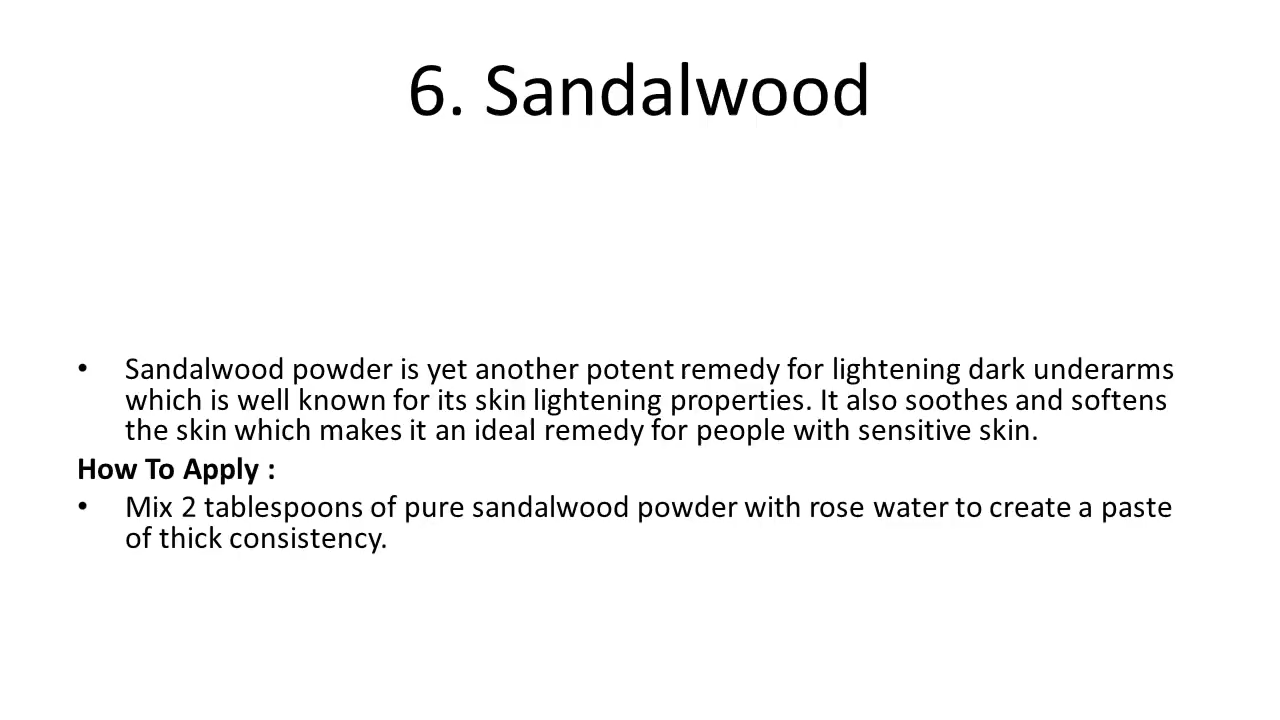 6. Sandalwood
• Sandalwood powder is yet another potent remedy for lightening dark underarms
which is well known for its skin lightening properties. It also soothes and softens
the skin which makes it an ideal remedy for people with sensitive skin.
How To Apply :
• Mix 2 tablespoons of pure sandalwood powder with rose water to create a paste
of thick consistency.